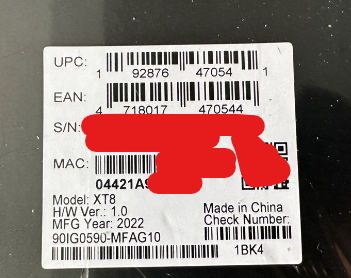 UPC:
1 92876 47054 1
EAN:
4 718017 470544
S/N:
MAC:
04421A9
Model: XT8
H/W Ver.: 1.0
MFG Year: 2022
90IG0590-MFAG10
Made in China
Check Number:
1BK4